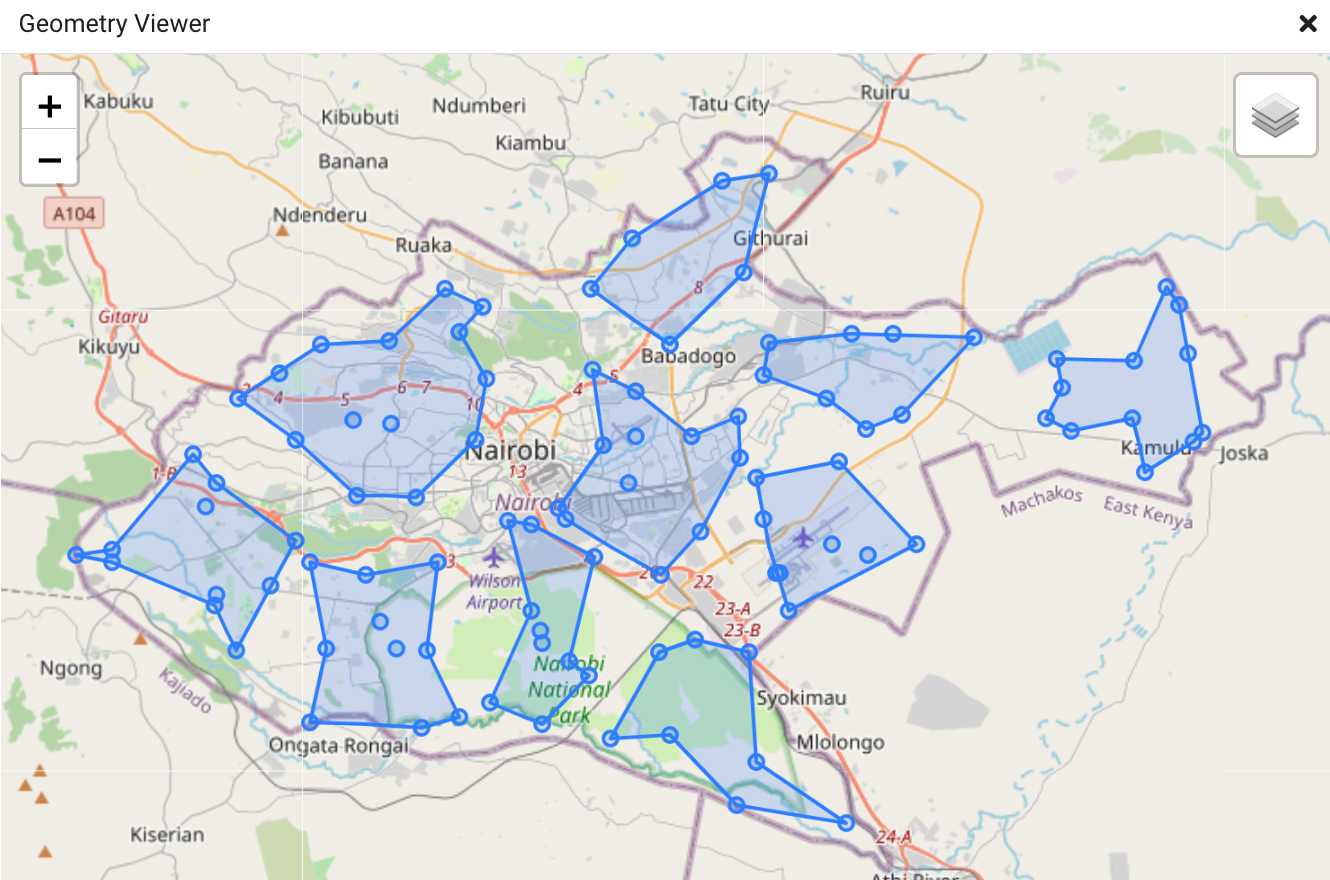 Geometry Viewer
+
−
Kabuku
Kibubuti
Ndumberi
Tatu City
Ruiru
Kiambu
Banana
A104
Ndenderu
Ruaka
Githurai
8
Gitaru
Kikuyu
Babadogo
4
5
6
7
10
4
5
Nairobi
13
Kamulu
Joska
Machakos
East Kenya
Nairobi
1-B
3
Wilson
Airport
22
23-A
23-B
Ngong
Kajiado
Nairobi
National
Park
Syokimau
Mlolongo
Ongata Rongai
Kiserian
24-A
Athi River